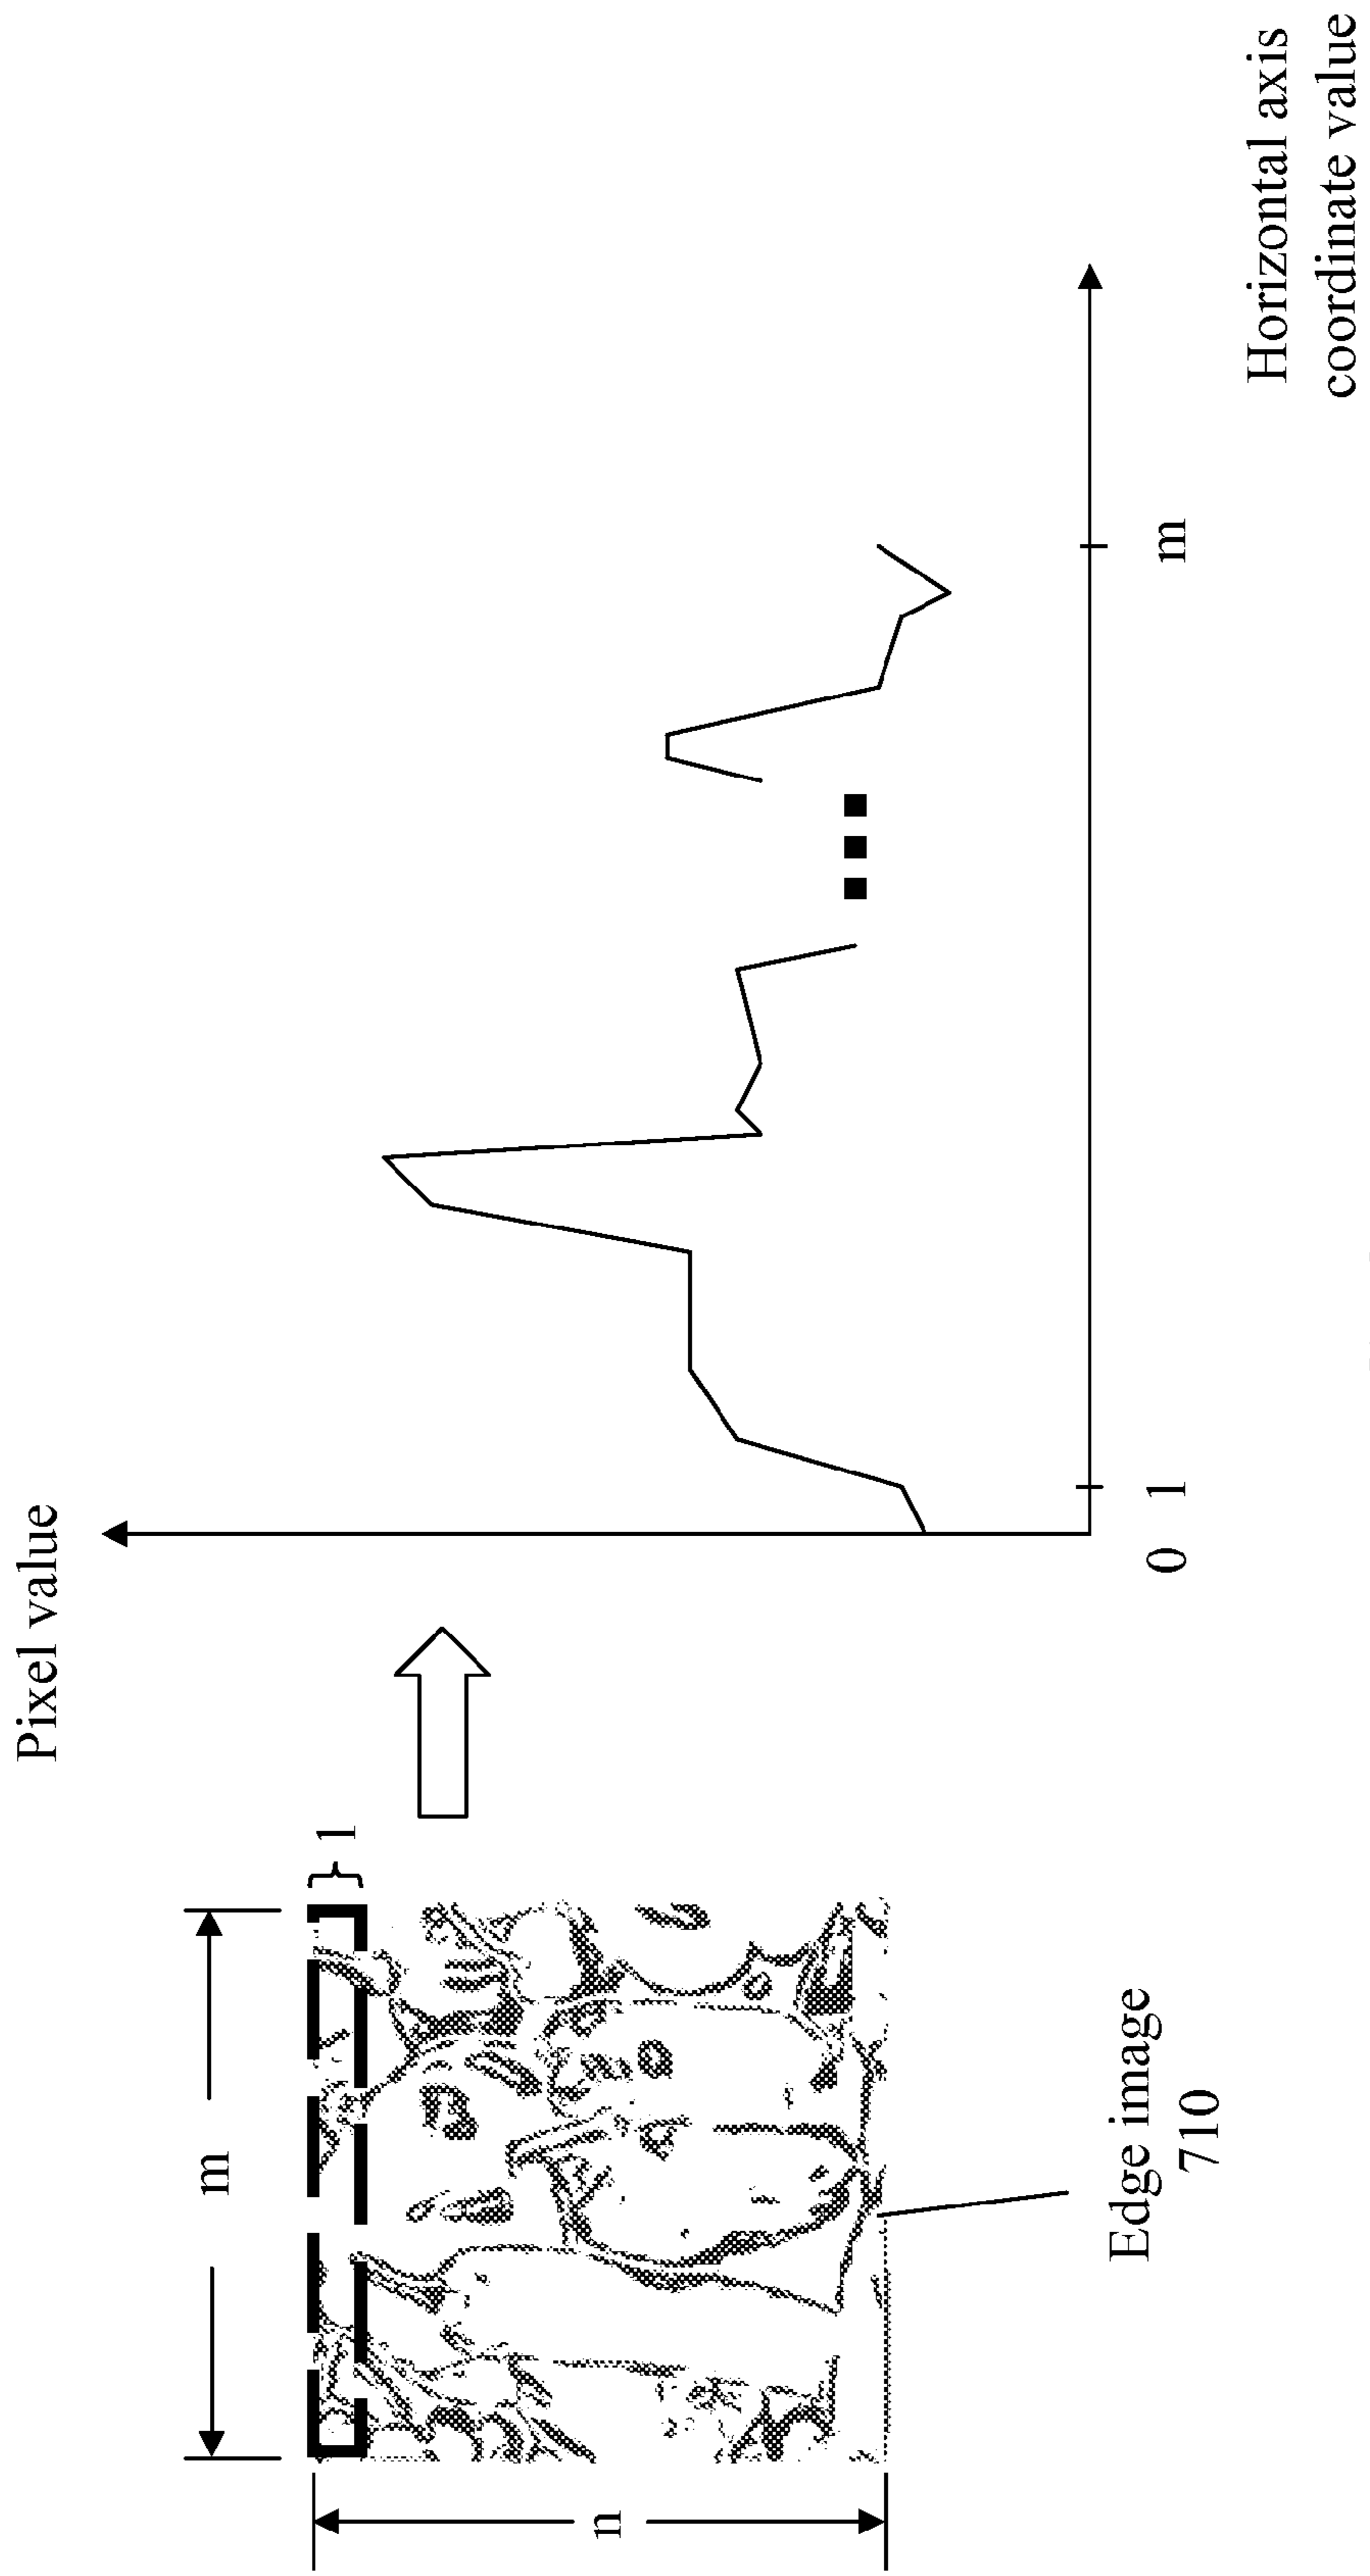 m
n
1
Edge image
710
Pixel value
0
1
m
Horizontal axis
coordinate value